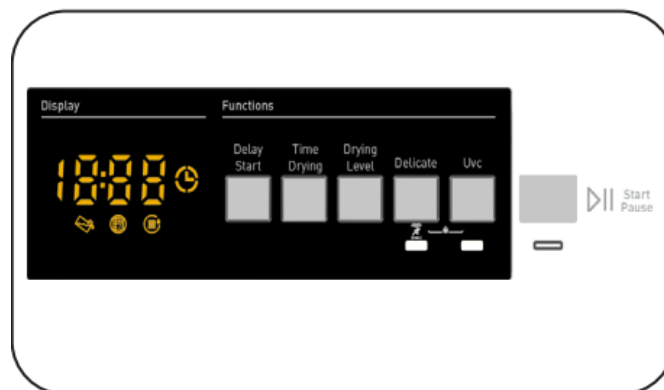 Display
Functions
Delay Start
Time Drying
Drying Level
Delicate
Uvc
18:88
Start
Pause